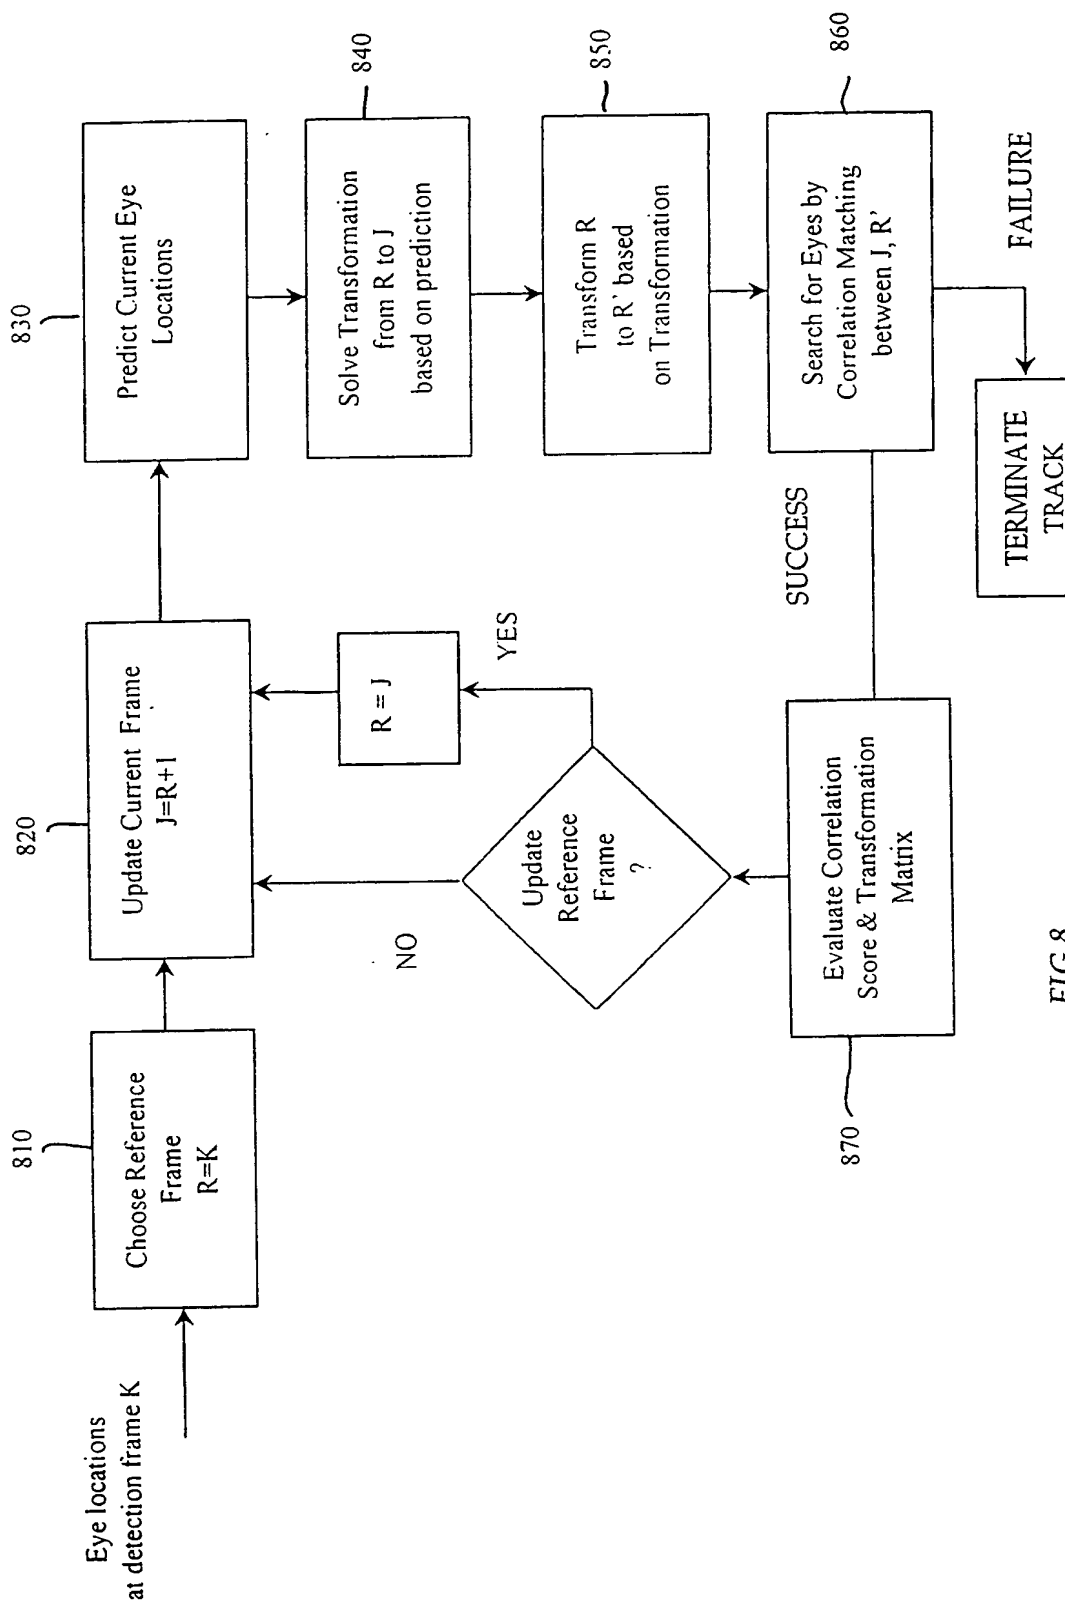 Eye locations
at detection frame K
810
Choose Reference
Frame
R=K
820
Update Current Frame
J=R+1
830
Predict Current Eye
Locations
840
Solve Transformation
from R to J
based on prediction
850
Transform R
to R' based
on Transformation
860
Search for Eyes by
Correlation Matching
between J, R'
FAILURE
TERMINATE
TRACK
SUCCESS
870
Evaluate Correlation
Score & Transformation
Matrix
Update
Reference
Frame
?
NO
YES
R = J
FIG 8